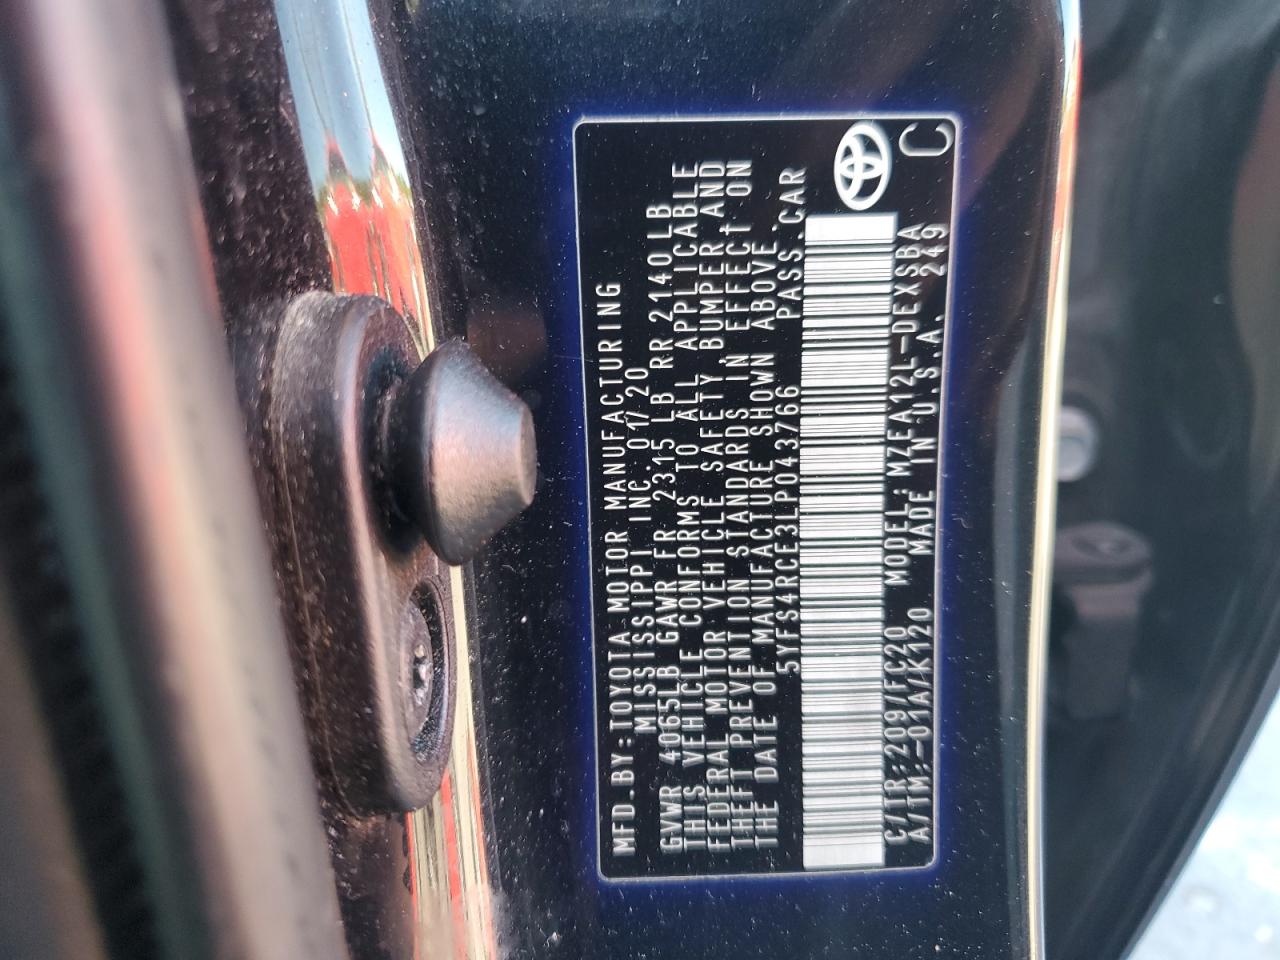 MFD.BY:TOYOTA MOTOR MANUFACTURING
MISSISSIPPI INC. 01/20
GVWR 4065LB GAWR FR 2315 LB RR 2140LB
THIS VEHICLE CONFORMS TO ALL APPLICABLE
FEDERAL MOTOR VEHICLE SAFETY,BUMPER,AND
THEFT PREVENTION STANDARDS IN EFFECT ON
THE DATE OF MANUFACTURE SHOWN ABOVE.
5YFS4RCE3LP043766 PASS.CAR
C/TR:209/FC20 MODEL:MZEA12L-DEXSBA
A/TM:-01A/K120 MADE IN U.S.A. 249
C